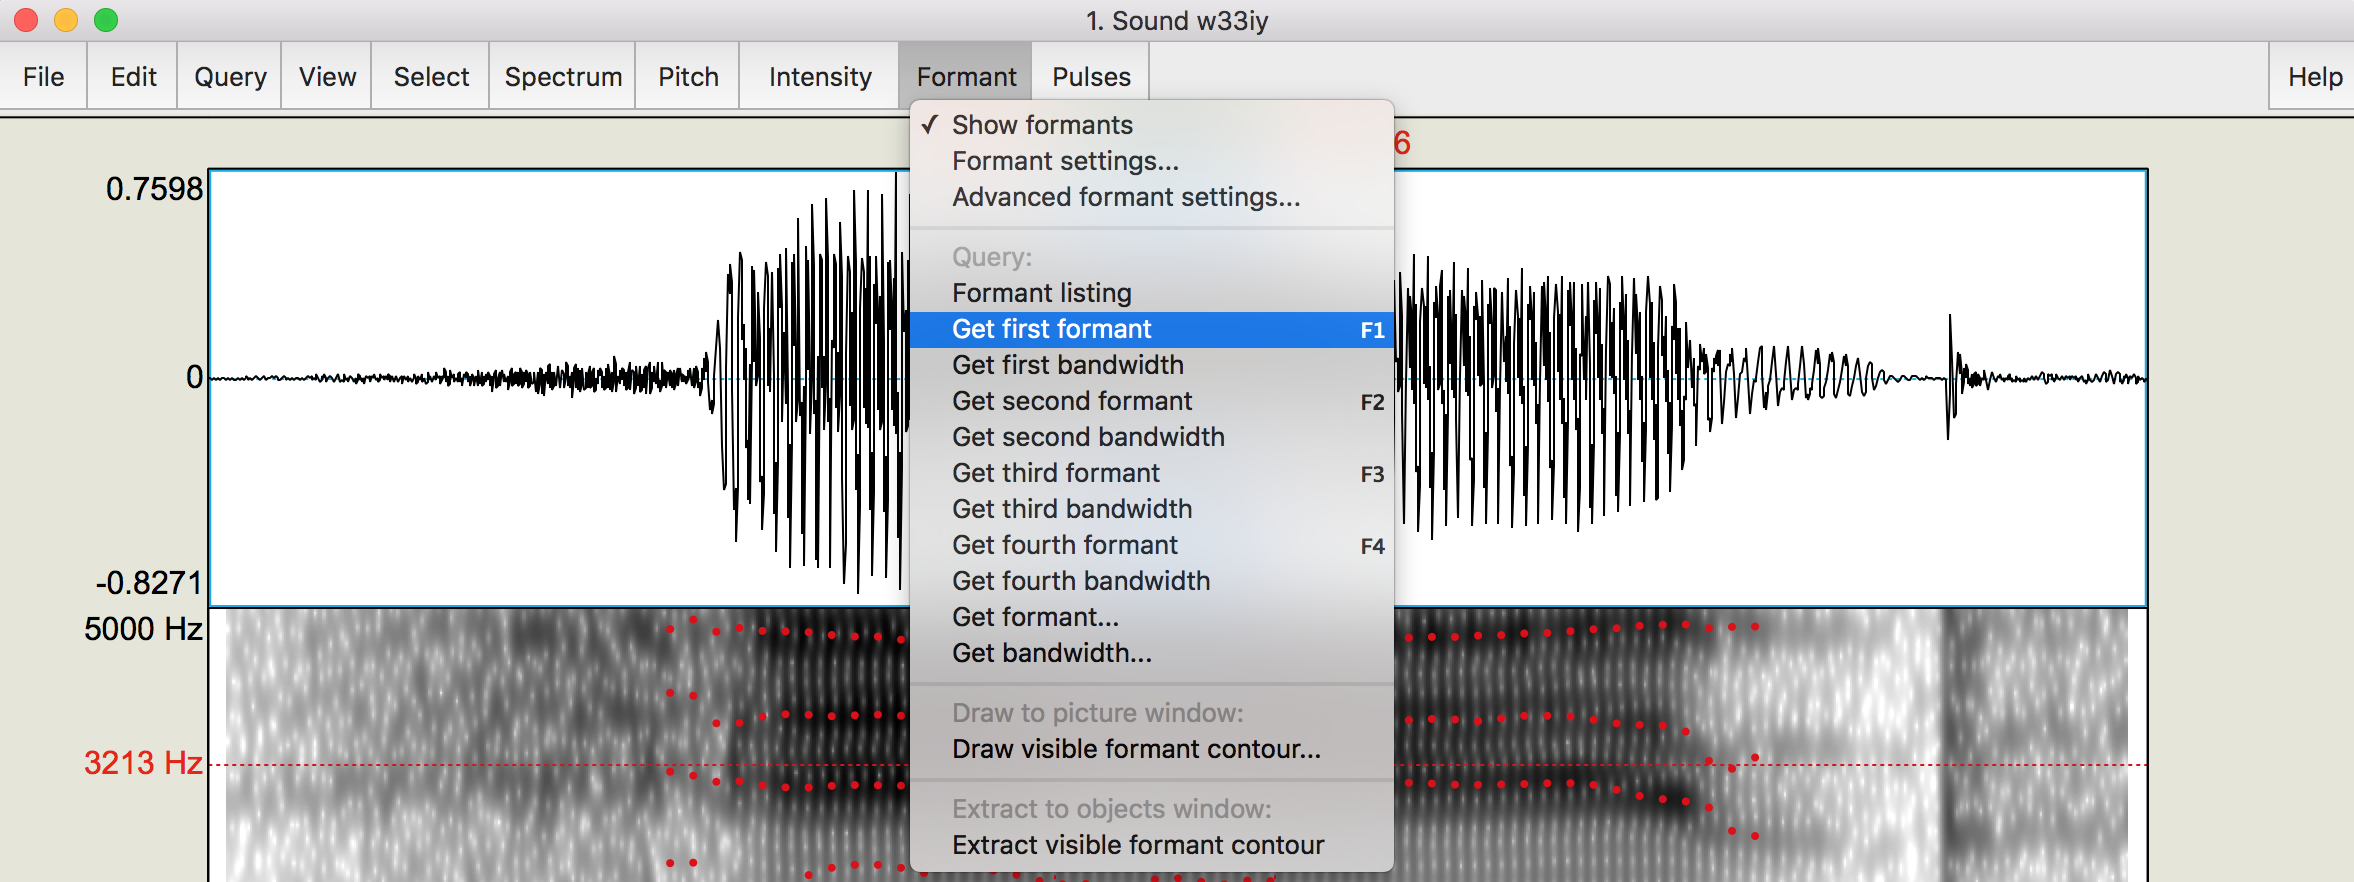 1. Sound w33iy
File Edit Query View Select Spectrum Pitch Intensity Formant Pulses Help
✓ Show formants
6
Formant settings...
Advanced formant settings...
0.7598
Query:
Formant listing
Get first formant F1
Get first bandwidth
0
Get second formant F2
Get second bandwidth
Get third formant F3
Get third bandwidth
Get fourth formant F4
Get fourth bandwidth
-0.8271
Get formant...
5000 Hz
Get bandwidth...
Draw to picture window:
Draw visible formant contour...
3213 Hz
Extract to objects window:
Extract visible formant contour